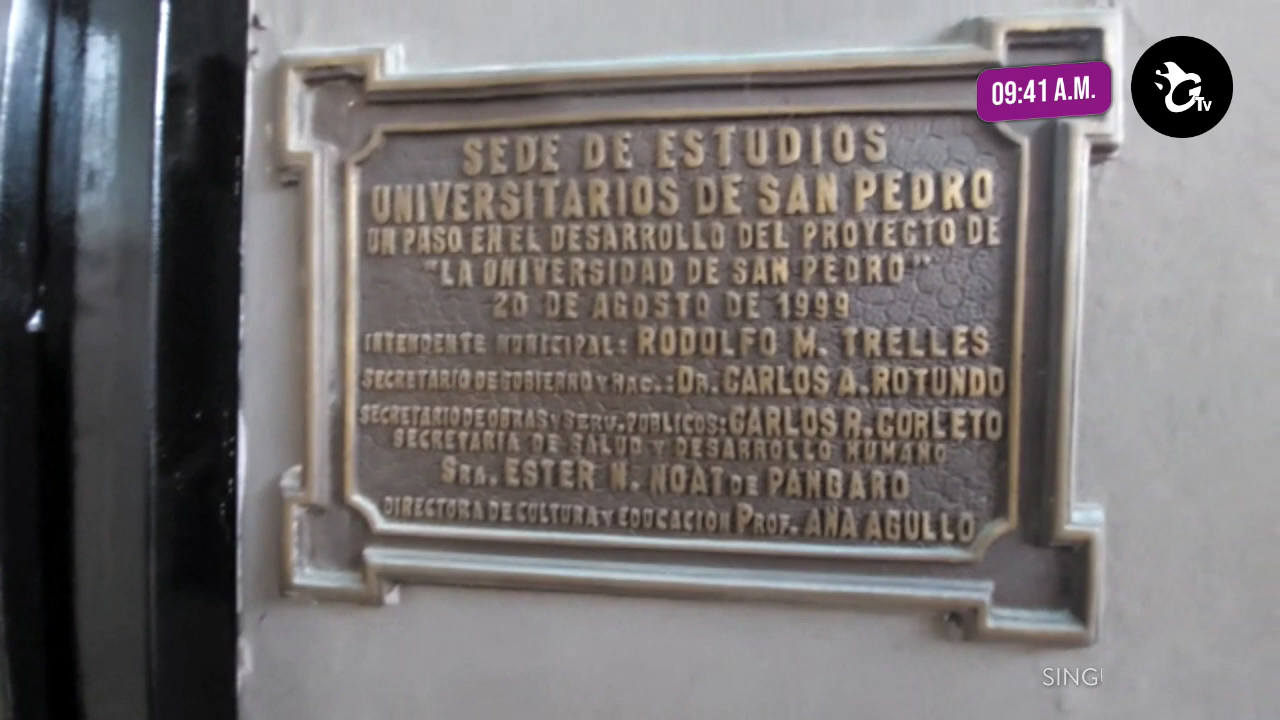 09:41 A.M.
GTv
SEDE DE ESTUDIOS
UNIVERSITARIOS DE SAN PEDRO
UN PASO EN EL DESARROLLO DEL PROYECTO DE
"LA UNIVERSIDAD DE SAN PEDRO"
20 DE AGOSTO DE 1999
INTENDENTE MUNICIPAL: RODOLFO M. TRELLES
SECRETARIO DE GOBIERNO Y HAC.: DR. CARLOS A. ROTUNDO
SECRETARIO DE OBRAS Y SERV. PUBLICOS: CARLOS R. CORLETO
SECRETARIA DE SALUD Y DESARROLLO HUMANO
SRA. ESTER N. NOAT DE PANGARO
DIRECTORA DE CULTURA Y EDUCACION PROF. ANA AGULLO
SING